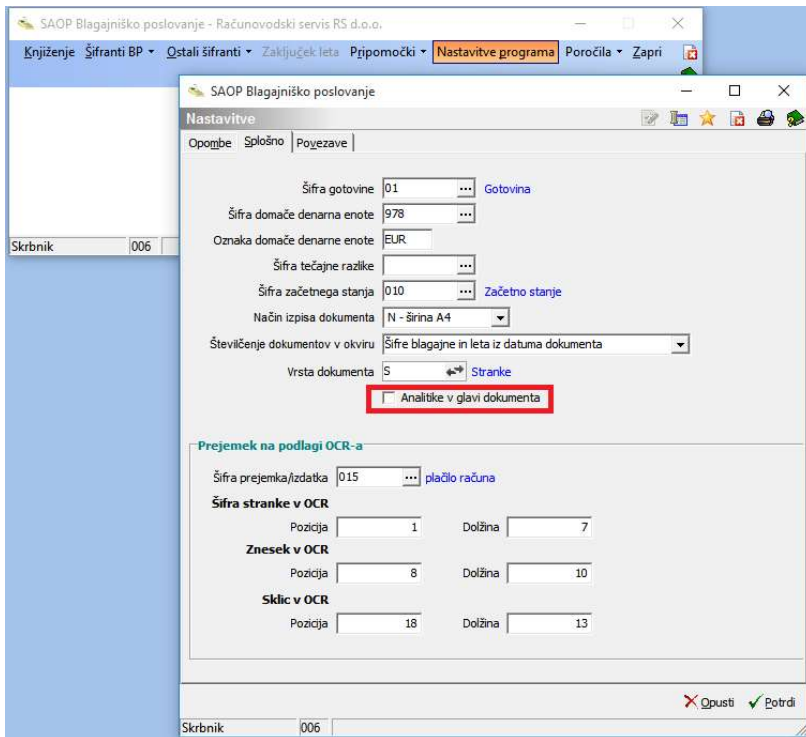 SAOP Blagajniško poslovanje - Računovodski servis RS d.o.o.
Knjiženje Šifranti BP Ostali šifranti Zaključek leta Pripomočki Nastavitve programa Poročila Zapri
SAOP Blagajniško poslovanje
Nastavitve
Opombe Splošno Povezave
Šifra gotovine 01 ... Gotovina
Šifra domače denarna enote 978 ...
Oznaka domače denarne enote EUR
Šifra tečajne razlike ...
Šifra začetnega stanja 010 ... Začetno stanje
Način izpisa dokumenta N - širina A4
Številčenje dokumentov v okviru Šifre blagajne in leta iz datuma dokumenta
Vrsta dokumenta S Stranke
Analitike v glavi dokumenta
Prejemek na podlagi OCR-a
Šifra prejemka/izdatka 015 ... plačilo računa
Šifra stranke v OCR
Pozicija 1 Dolžina 7
Znesek v OCR
Pozicija 8 Dolžina 10
Sklic v OCR
Pozicija 18 Dolžina 13
Opusti Potrdi
Skrbnik 006
Skrbnik 006